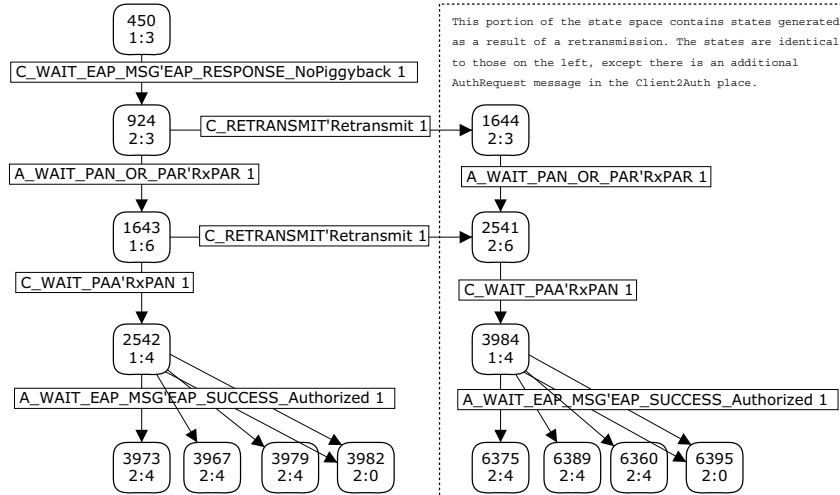 450
1:3
This portion of the state space contains states generated
as a result of a retransmission. The states are identical
to those on the left, except there is an additional
AuthRequest message in the Client2Auth place.
C_WAIT_EAP_MSG'EAP_RESPONSE_NoPiggyback 1
924
2:3
C_RETRANSMIT'Retransmit 1
1644
2:3
A_WAIT_PAN_OR_PAR'RxPAR 1
A_WAIT_PAN_OR_PAR'RxPAR 1
1643
1:6
C_RETRANSMIT'Retransmit 1
2541
2:6
C_WAIT_PAA'RxPAN 1
C_WAIT_PAA'RxPAN 1
2542
1:4
3984
1:4
A_WAIT_EAP_MSG'EAP_SUCCESS_Authorized 1
A_WAIT_EAP_MSG'EAP_SUCCESS_Authorized 1
3973
2:4
3967
2:4
3979
2:4
3982
2:0
6375
2:4
6389
2:4
6360
2:4
6395
2:0